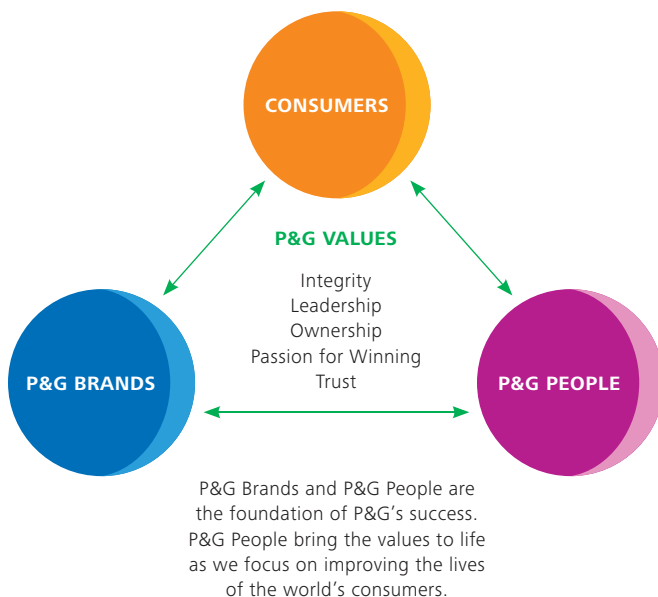 CONSUMERS
P&G VALUES
Integrity
Leadership
Ownership
Passion for Winning
Trust
P&G BRANDS
P&G PEOPLE
P&G Brands and P&G People are
the foundation of P&G’s success.
P&G People bring the values to life
as we focus on improving the lives
of the world’s consumers.